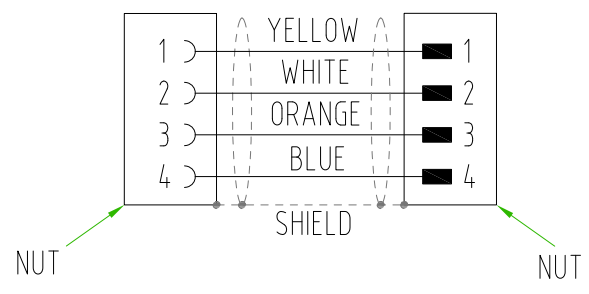 YELLOW
1 1
WHITE
2 2
ORANGE
3 3
BLUE
4 4
SHIELD
NUT NUT